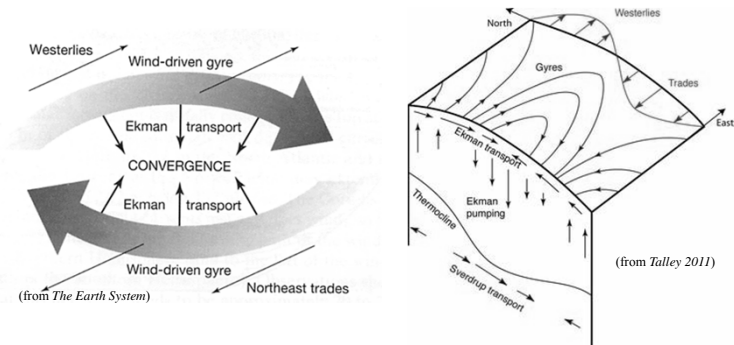 Westerlies
Wind-driven gyre
Ekman transport
CONVERGENCE
Ekman transport
Wind-driven gyre
(from The Earth System)
Northeast trades
North
Westerlies
Gyres
Trades
East
Ekman transport
Ekman
pumping
Thermocline
Sverdrup transport
(from Talley 2011)